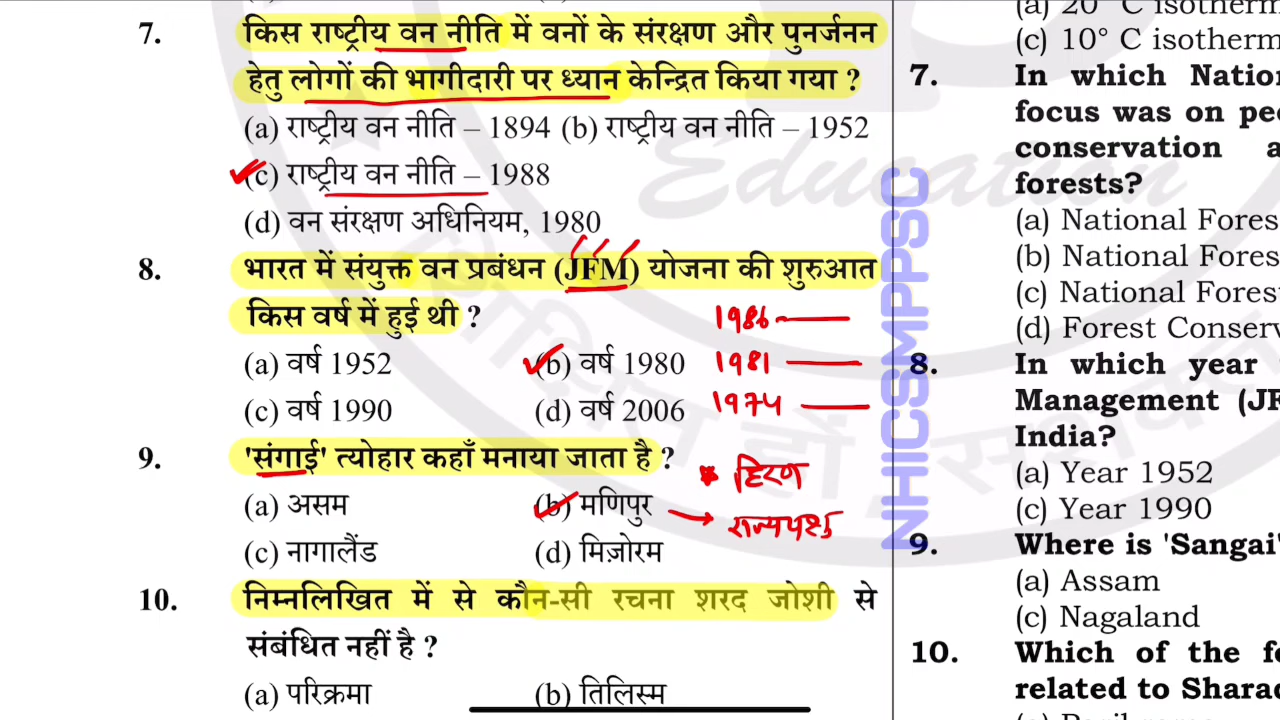 7. किस राष्ट्रीय वन नीति में वनों के संरक्षण और पुनर्जनन
हेतु लोगों की भागीदारी पर ध्यान केन्द्रित किया गया ?
(a) राष्ट्रीय वन नीति – 1894 (b) राष्ट्रीय वन नीति – 1952
(c) राष्ट्रीय वन नीति – 1988
(d) वन संरक्षण अधिनियम, 1980
8. भारत में संयुक्त वन प्रबंधन (JFM) योजना की शुरुआत
किस वर्ष में हुई थी ?
1986
(a) वर्ष 1952 (b) वर्ष 1980
1981
(c) वर्ष 1990 (d) वर्ष 2006
1974
9. 'संगाई' त्योहार कहाँ मनाया जाता है ?
हिरण
(a) असम (b) मणिपुर
राज्यपशु
(c) नागालैंड (d) मिज़ोरम
10. निम्नलिखित में से कौन-सी रचना शरद जोशी से
संबंधित नहीं है ?
(a) परिक्रमा (b) तिलिस्म
NHICSMPPSC
Education
(a) 20° C isotherm
(c) 10° C isotherm
7. In which Natio
focus was on pe
conservation a
forests?
(a) National Fores
(b) National Fores
(c) National Fores
(d) Forest Conserv
8. In which year
Management (JF
India?
(a) Year 1952
(c) Year 1990
9. Where is 'Sangai'
(a) Assam
(c) Nagaland
10. Which of the fo
related to Sharad